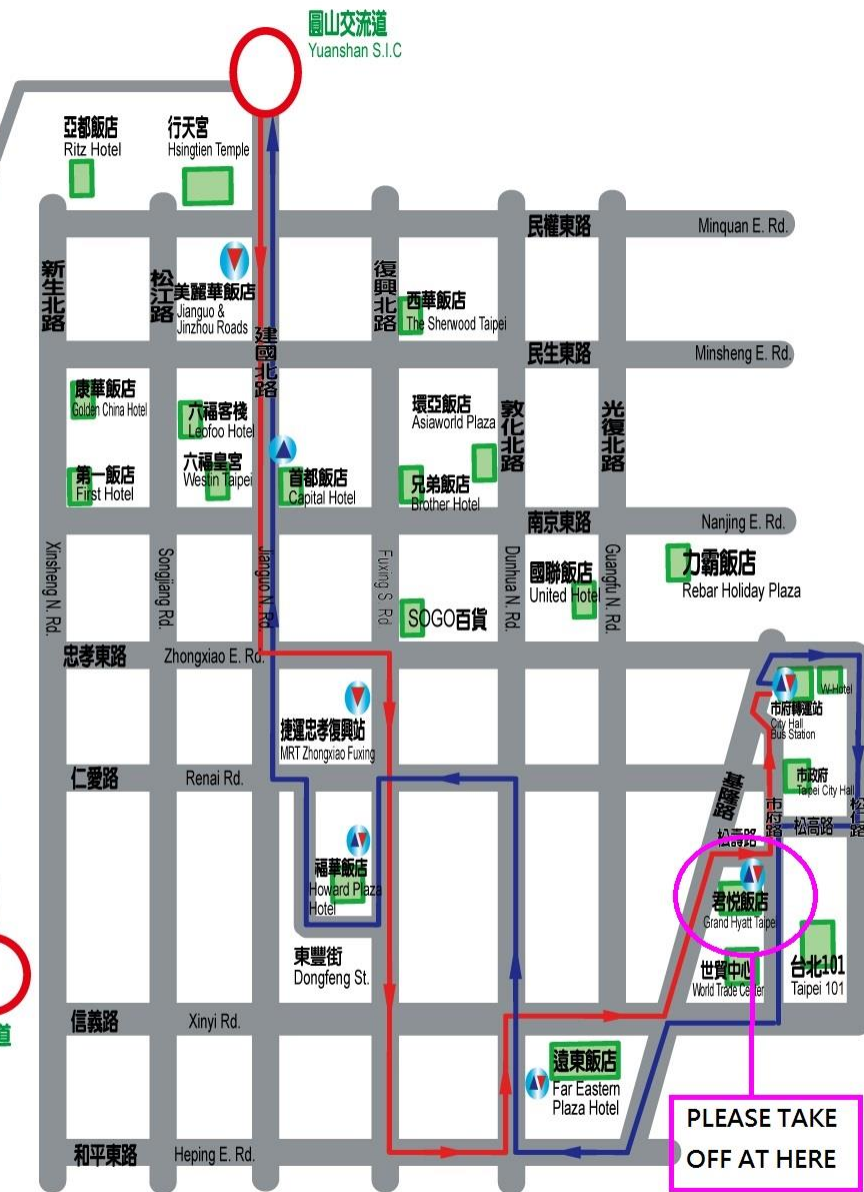 圓山交流道
Yuanshan S.I.C
亞都飯店
Ritz Hotel
行天宮
Hsingtien Temple
民權東路
Minquan E. Rd.
新生北路
松江路
美麗華飯店
Jianguo &
Jinzhou Roads
建國北路
復興北路
西華飯店
The Sherwood Taipei
民生東路
Minsheng E. Rd.
康華飯店
Golden China Hotel
六福客棧
Leofoo Hotel
環亞飯店
Asiaworld Plaza
敦化北路
光復北路
第一飯店
First Hotel
六福皇宮
Westin Taipei
首都飯店
Capital Hotel
兄弟飯店
Brother Hotel
南京東路
Nanjing E. Rd.
Xinsheng N. Rd.
Songjiang Rd.
Jianguo N. Rd.
Fuxing S. Rd
Dunhua N. Rd.
Guangfu N. Rd.
國聯飯店
United Hotel
力霸飯店
Rebar Holiday Plaza
SOGO百貨
忠孝東路
Zhongxiao E. Rd.
捷運忠孝復興站
MRT Zhongxiao Fuxing
W-Hotel
市府轉運站
City Hall
Bus Station
仁愛路
Renai Rd.
基隆路
市政府
Taipei City Hall
市府路
松高路
松仁路
松壽路
福華飯店
Howard Plaza
Hotel
君悅飯店
Grand Hyatt Taipei
東豐街
Dongfeng St.
世貿中心
World Trade Center
台北101
Taipei 101
道
信義路
Xinyi Rd.
遠東飯店
Far Eastern
Plaza Hotel
和平東路
Heping E. Rd.
PLEASE TAKE
OFF AT HERE